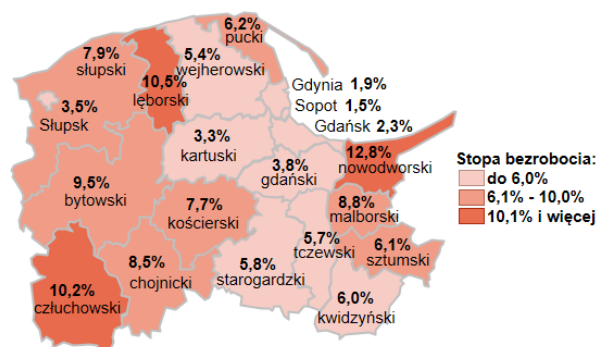 6,2%
pucki
7,9%
słupski
5,4%
wejherowski
10,5%
lęborski
Gdynia 1,9%
Sopot 1,5%
Gdańsk 2,3%
3,5%
Słupsk
3,3%
kartuski
3,8%
gdański
12,8%
nowodworski
Stopa bezrobocia:
do 6,0%
6,1% - 10,0%
10,1% i więcej
9,5%
bytowski
7,7%
kościerski
8,8%
malborski
5,7%
tczewski
6,1%
sztumski
8,5%
chojnicki
5,8%
starogardzki
10,2%
człuchowski
6,0%
kwidzyński